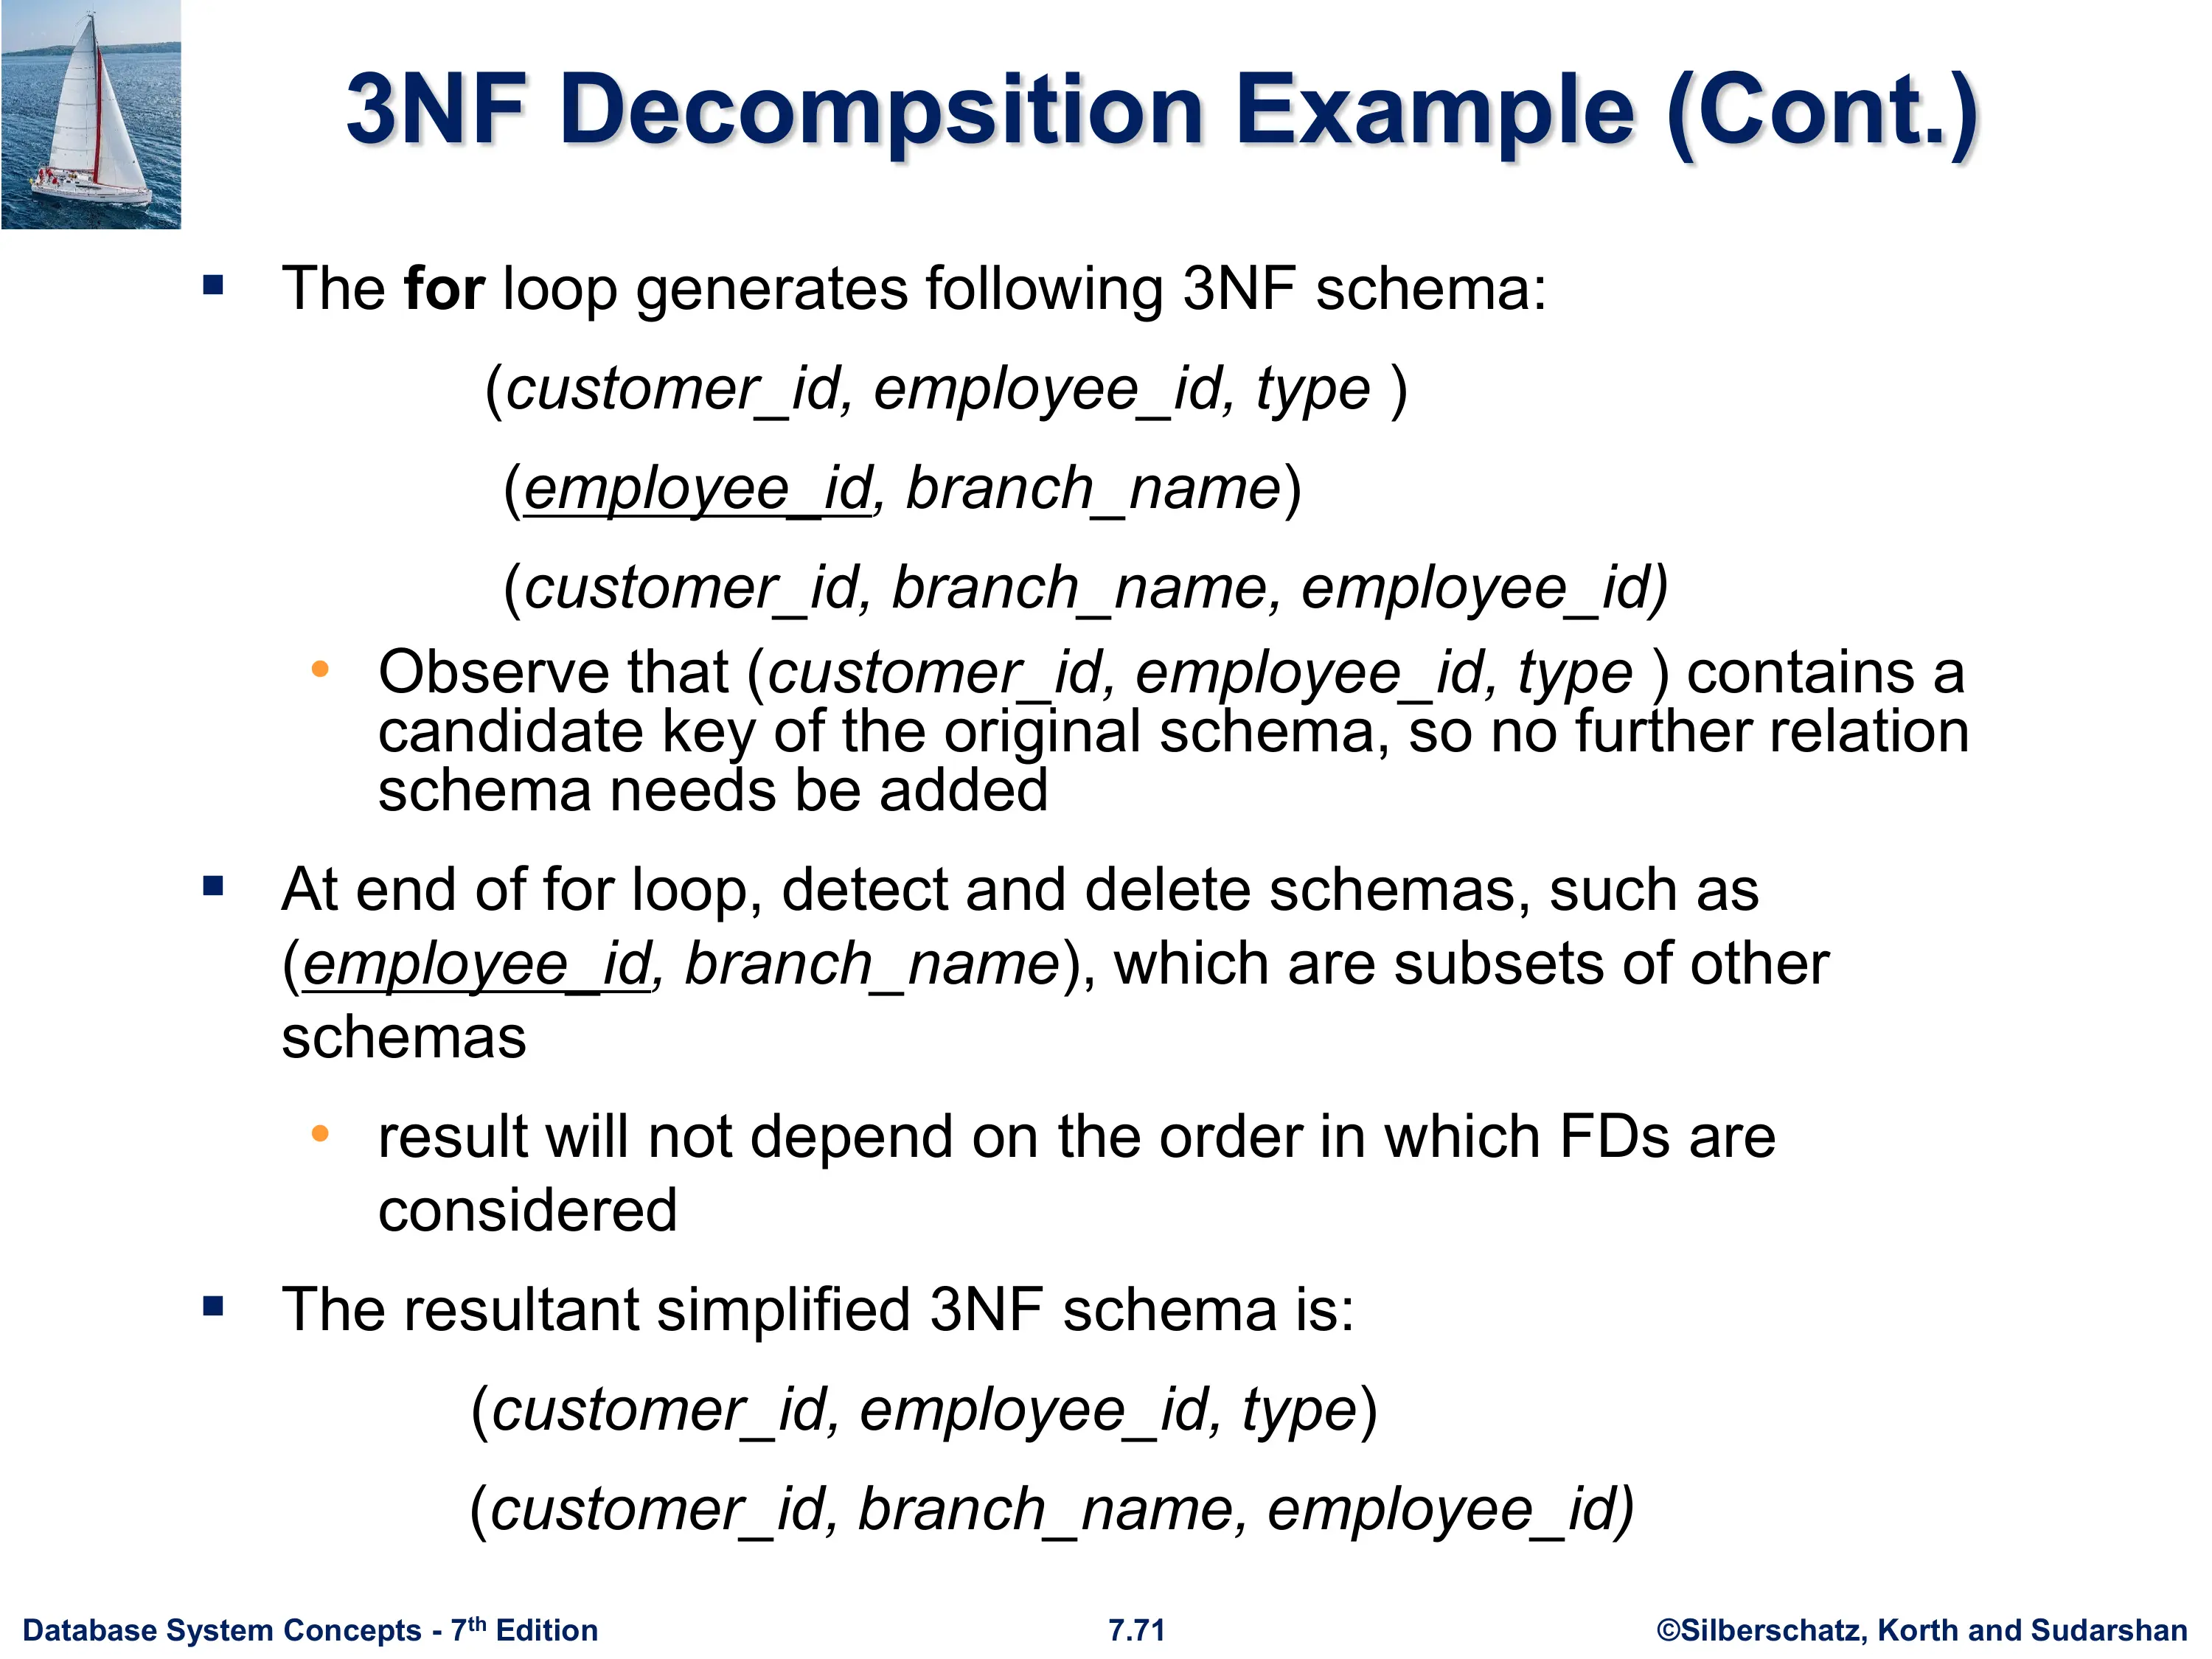 3NF Decompsition Example (Cont.)
▪ The for loop generates following 3NF schema:
(customer_id, employee_id, type )
(employee_id, branch_name)
(customer_id, branch_name, employee_id)
• Observe that (customer_id, employee_id, type ) contains a
candidate key of the original schema, so no further relation
schema needs be added
▪ At end of for loop, detect and delete schemas, such as
(employee_id, branch_name), which are subsets of other
schemas
• result will not depend on the order in which FDs are
considered
▪ The resultant simplified 3NF schema is:
(customer_id, employee_id, type)
(customer_id, branch_name, employee_id)
Database System Concepts - 7th Edition 7.71 ©Silberschatz, Korth and Sudarshan